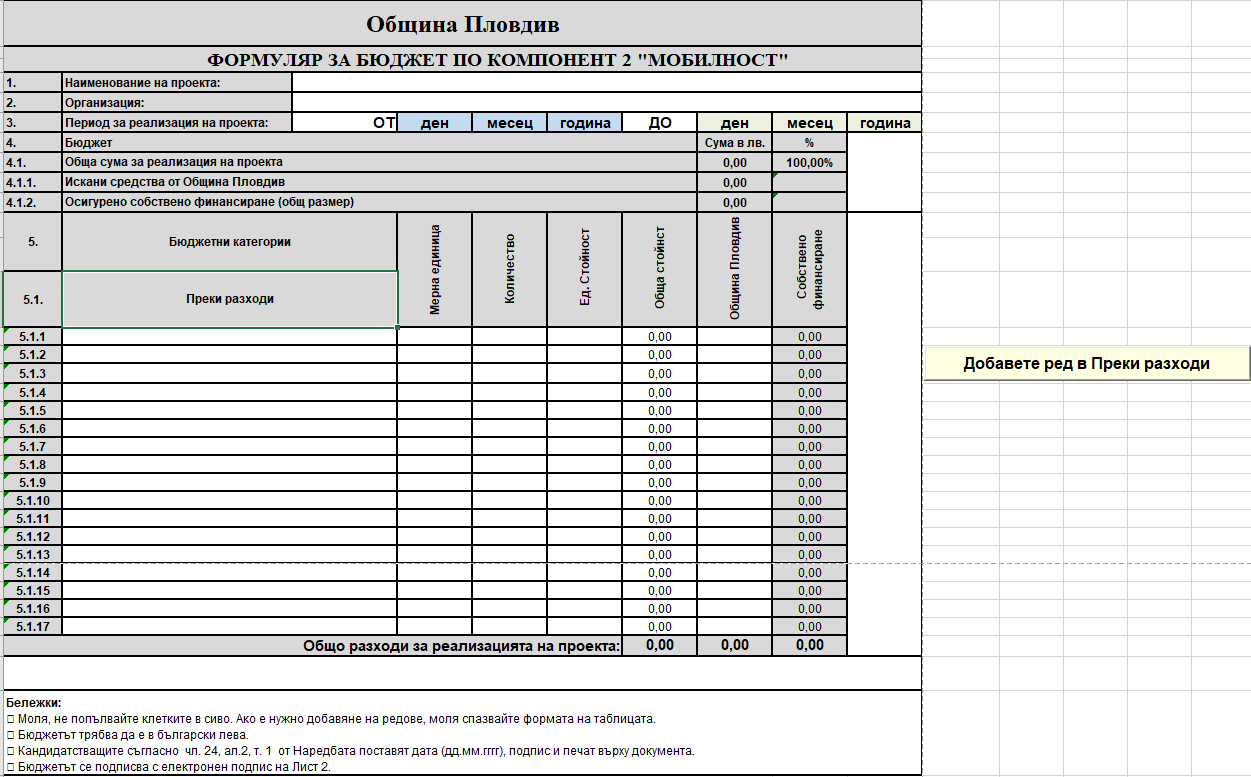 Община Пловдив
ФОРМУЛЯР ЗА БЮДЖЕТ ПО КОМПОНЕНТ 2 "МОБИЛНОСТ"
1. Наименование на проекта:
2. Организация:
3. Период за реализация на проекта: ОТ ден месец година ДО ден месец година
4. Бюджет Сума в лв. %
4.1. Обща сума за реализация на проекта 0,00 100,00%
4.1.1. Искани средства от Община Пловдив 0,00
4.1.2. Осигурено собствено финансиране (общ размер) 0,00
5. Бюджетни категории Мерна единица Количество Ед. Стойност Обща стойнст Община Пловдив Собствено финансиране
5.1. Преки разходи
5.1.1 0,00 0,00
5.1.2 0,00 0,00
Добавете ред в Преки разходи
5.1.3 0,00 0,00
5.1.4 0,00 0,00
5.1.5 0,00 0,00
5.1.6 0,00 0,00
5.1.7 0,00 0,00
5.1.8 0,00 0,00
5.1.9 0,00 0,00
5.1.10 0,00 0,00
5.1.11 0,00 0,00
5.1.12 0,00 0,00
5.1.13 0,00 0,00
5.1.14 0,00 0,00
5.1.15 0,00 0,00
5.1.16 0,00 0,00
5.1.17 0,00 0,00
Общо разходи за реализацията на проекта: 0,00 0,00 0,00
Бележки:
□ Моля, не попълвайте клетките в сиво. Ако е нужно добавяне на редове, моля спазвайте формата на таблицата.
□ Бюджетът трябва да е в български лева.
□ Кандидатстващите съгласно чл. 24, ал.2, т. 1 от Наредбата поставят дата (дд.мм.гггг), подпис и печат върху документа.
□ Бюджетът се подписва с електронен подпис на Лист 2.